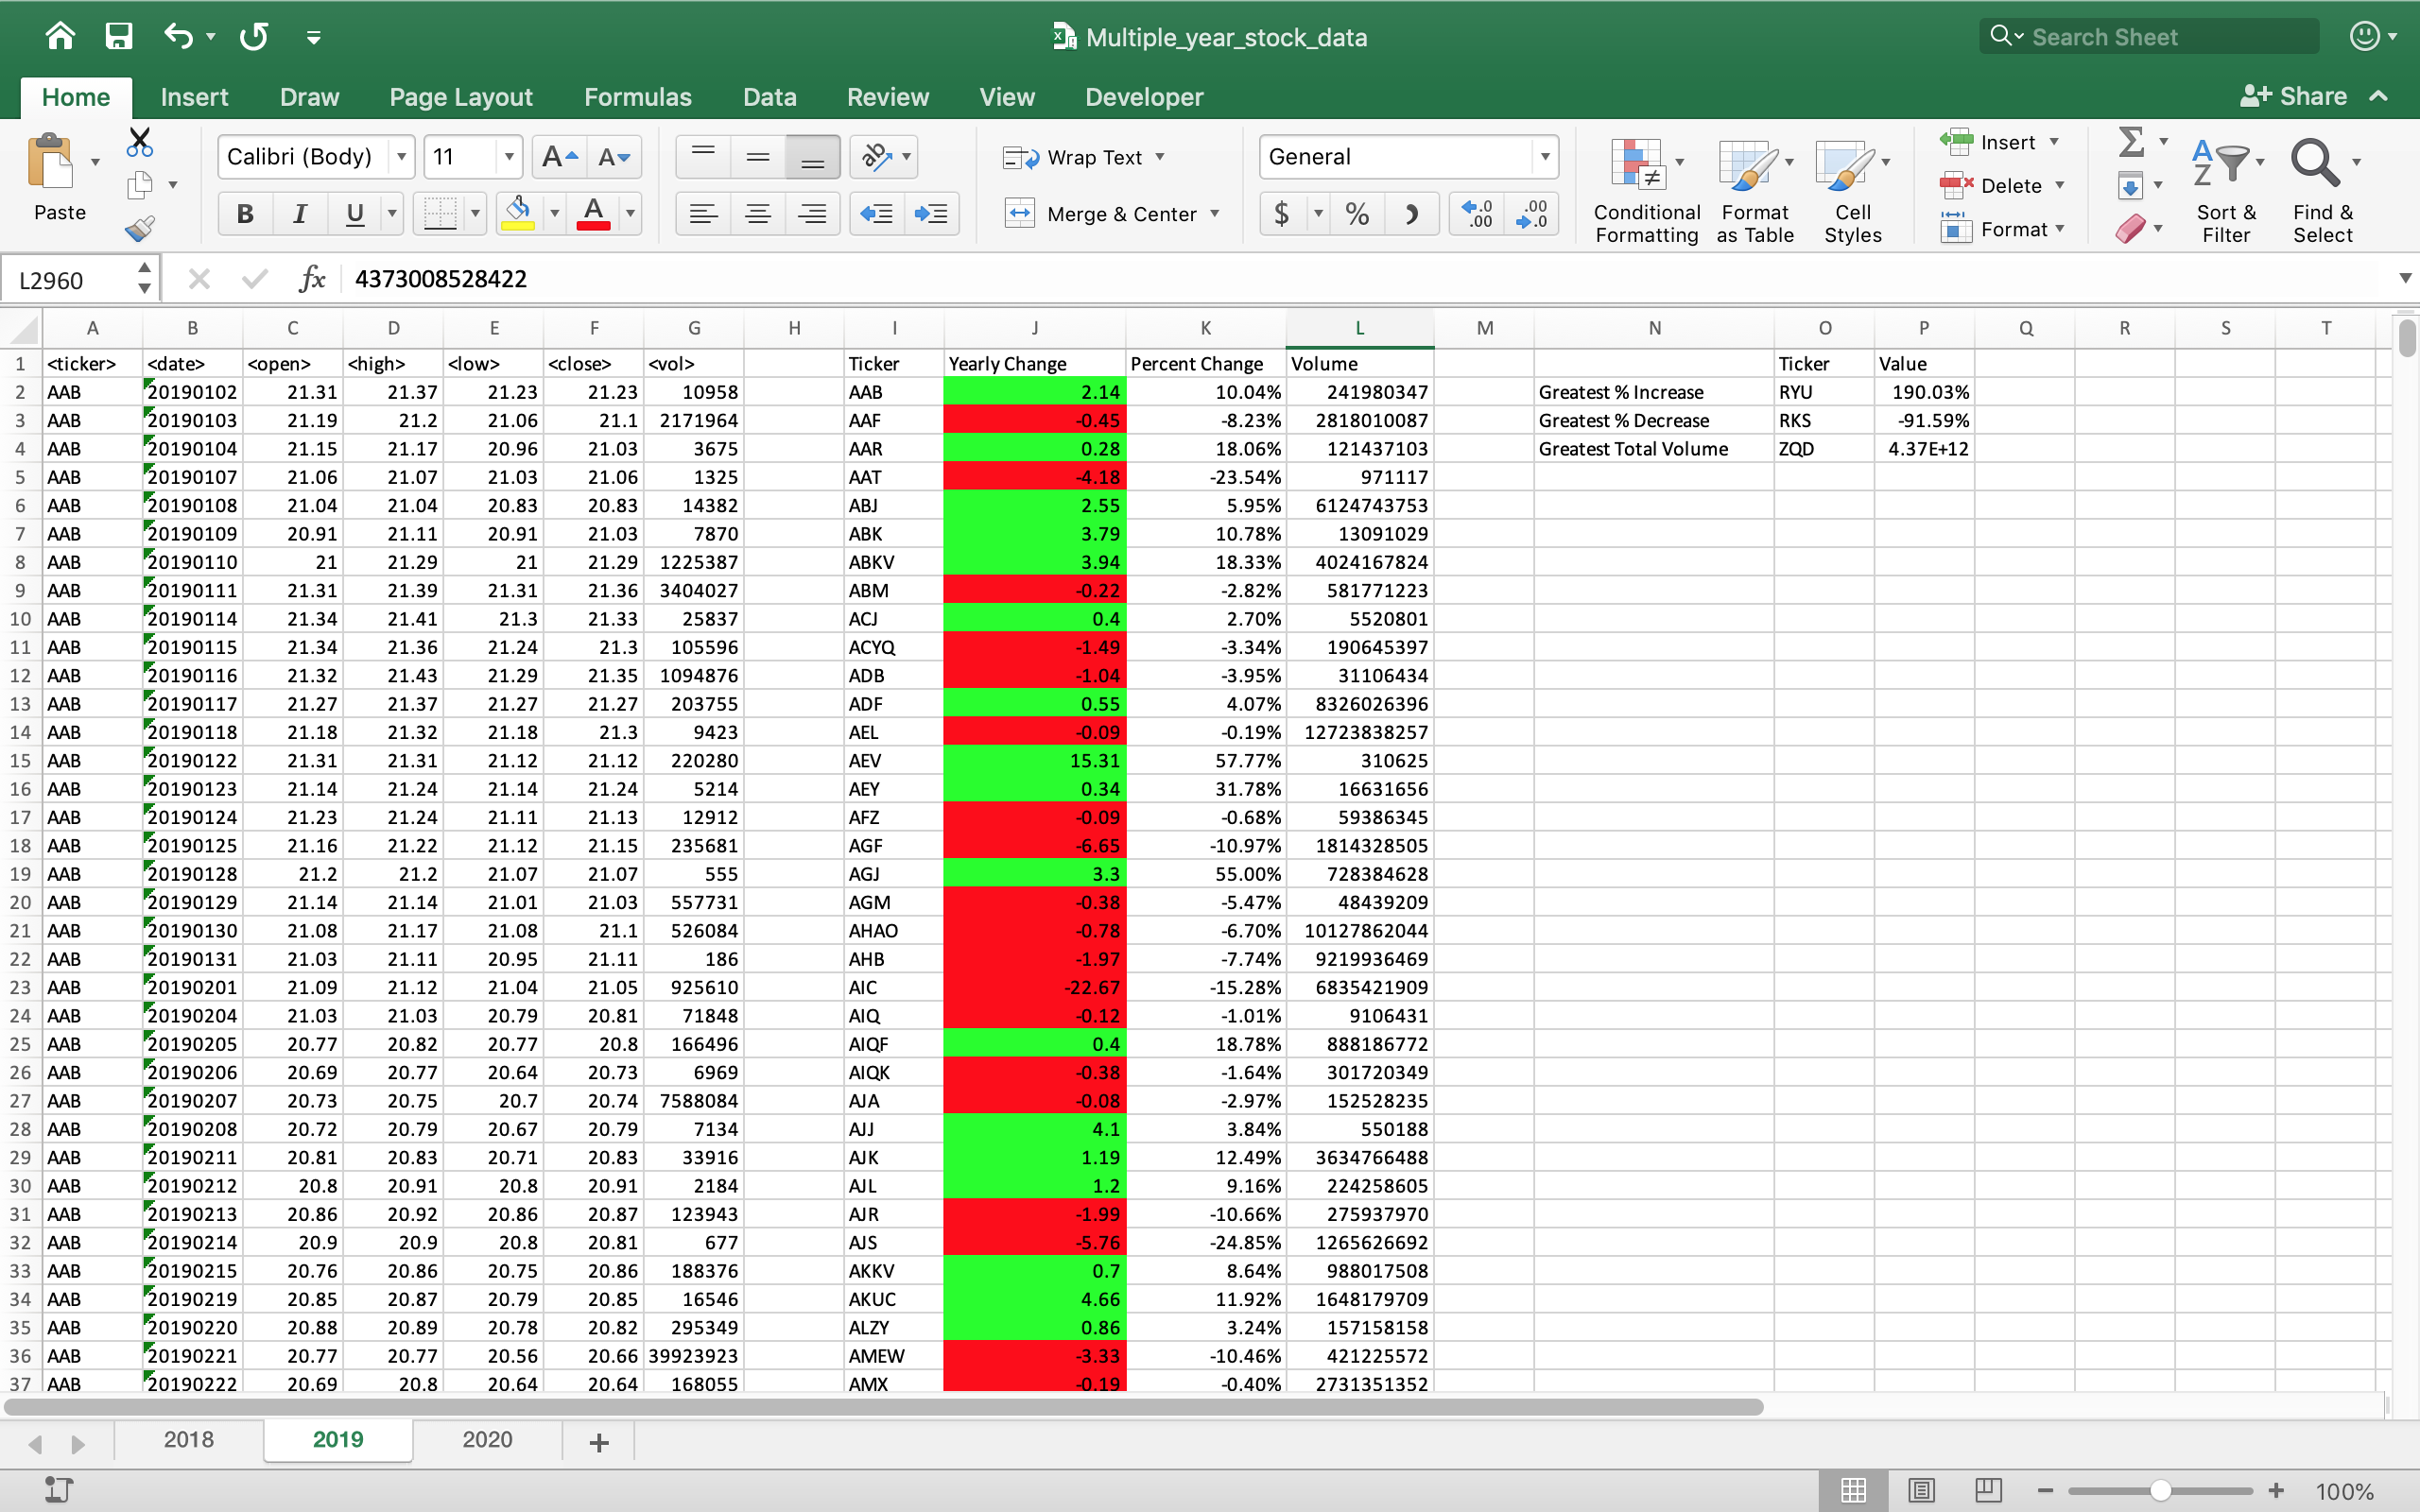 Multiple_year_stock_data
Search Sheet
Home Insert Draw Page Layout Formulas Data Review View Developer Share
Paste
Calibri (Body) 11 A A
B I U A
ab Wrap Text
Merge & Center
General
$ % .0 .00 .00 .0
Conditional Formatting
Format as Table
Cell Styles
Insert
Delete
Format
Sort & Filter
Find & Select
L2960 fx 4373008528422
A B C D E F G H I J K L M N O P Q R S T
1 <ticker> <date> <open> <high> <low> <close> <vol> Ticker Yearly Change Percent Change Volume Ticker Value
2 AAB 20190102 21.31 21.37 21.23 21.23 10958 AAB 2.14 10.04% 241980347 Greatest % Increase RYU 190.03%
3 AAB 20190103 21.19 21.2 21.06 21.1 2171964 AAF -0.45 -8.23% 2818010087 Greatest % Decrease RKS -91.59%
4 AAB 20190104 21.15 21.17 20.96 21.03 3675 AAR 0.28 18.06% 121437103 Greatest Total Volume ZQD 4.37E+12
5 AAB 20190107 21.06 21.07 21.03 21.06 1325 AAT -4.18 -23.54% 971117
6 AAB 20190108 21.04 21.04 20.83 20.83 14382 ABJ 2.55 5.95% 6124743753
7 AAB 20190109 20.91 21.11 20.91 21.03 7870 ABK 3.79 10.78% 13091029
8 AAB 20190110 21 21.29 21 21.29 1225387 ABKV 3.94 18.33% 4024167824
9 AAB 20190111 21.31 21.39 21.31 21.36 3404027 ABM -0.22 -2.82% 581771223
10 AAB 20190114 21.34 21.41 21.3 21.33 25837 ACJ 0.4 2.70% 5520801
11 AAB 20190115 21.34 21.36 21.24 21.3 105596 ACYQ -1.49 -3.34% 190645397
12 AAB 20190116 21.32 21.43 21.29 21.35 1094876 ADB -1.04 -3.95% 31106434
13 AAB 20190117 21.27 21.37 21.27 21.27 203755 ADF 0.55 4.07% 8326026396
14 AAB 20190118 21.18 21.32 21.18 21.3 9423 AEL -0.09 -0.19% 12723838257
15 AAB 20190122 21.31 21.31 21.12 21.12 220280 AEV 15.31 57.77% 310625
16 AAB 20190123 21.14 21.24 21.14 21.24 5214 AEY 0.34 31.78% 16631656
17 AAB 20190124 21.23 21.24 21.11 21.13 12912 AFZ -0.09 -0.68% 59386345
18 AAB 20190125 21.16 21.22 21.12 21.15 235681 AGF -6.65 -10.97% 1814328505
19 AAB 20190128 21.2 21.2 21.07 21.07 555 AGJ 3.3 55.00% 728384628
20 AAB 20190129 21.14 21.14 21.01 21.03 557731 AGM -0.38 -5.47% 48439209
21 AAB 20190130 21.08 21.17 21.08 21.1 526084 AHAO -0.78 -6.70% 10127862044
22 AAB 20190131 21.03 21.11 20.95 21.11 186 AHB -1.97 -7.74% 9219936469
23 AAB 20190201 21.09 21.12 21.04 21.05 925610 AIC -22.67 -15.28% 6835421909
24 AAB 20190204 21.03 21.03 20.79 20.81 71848 AIQ -0.12 -1.01% 9106431
25 AAB 20190205 20.77 20.82 20.77 20.8 166496 AIQF 0.4 18.78% 888186772
26 AAB 20190206 20.69 20.77 20.64 20.73 6969 AIQK -0.38 -1.64% 301720349
27 AAB 20190207 20.73 20.75 20.7 20.74 7588084 AJA -0.08 -2.97% 152528235
28 AAB 20190208 20.72 20.79 20.67 20.79 7134 AJJ 4.1 3.84% 550188
29 AAB 20190211 20.81 20.83 20.71 20.83 33916 AJK 1.19 12.49% 3634766488
30 AAB 20190212 20.8 20.91 20.8 20.91 2184 AJL 1.2 9.16% 224258605
31 AAB 20190213 20.86 20.92 20.86 20.87 123943 AJR -1.99 -10.66% 275937970
32 AAB 20190214 20.9 20.9 20.8 20.81 677 AJS -5.76 -24.85% 1265626692
33 AAB 20190215 20.76 20.86 20.75 20.86 188376 AKKV 0.7 8.64% 988017508
34 AAB 20190219 20.85 20.87 20.79 20.85 16546 AKUC 4.66 11.92% 1648179709
35 AAB 20190220 20.88 20.89 20.78 20.82 295349 ALZY 0.86 3.24% 157158158
36 AAB 20190221 20.77 20.77 20.56 20.66 39923923 AMEW -3.33 -10.46% 421225572
37 AAB 20190222 20.69 20.8 20.64 20.64 168055 AMX -0.19 -0.40% 2731351352
2018 2019 2020 +
100%